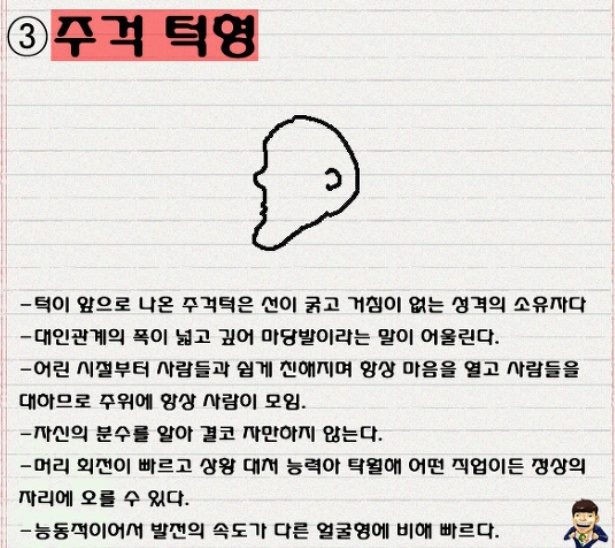 ③주걱 턱형
-턱이 앞으로 나온 주걱턱은 선이 굵고 거침이 없는 성격의 소유자다
-대인관계의 폭이 넓고 깊어 마당발이라는 말이 어울린다.
-어린 시절부터 사람들과 쉽게 친해지며 항상 마음을 열고 사람들을
대하므로 주위에 항상 사람이 모임.
-자신의 분수를 알아 결코 자만하지 않는다.
-머리 회전이 빠르고 상황 대처 능력아 탁월해 어떤 직업이든 정상의
자리에 오를 수 있다.
-능동적이어서 발전의 속도가 다른 얼굴형에 비해 빠르다.